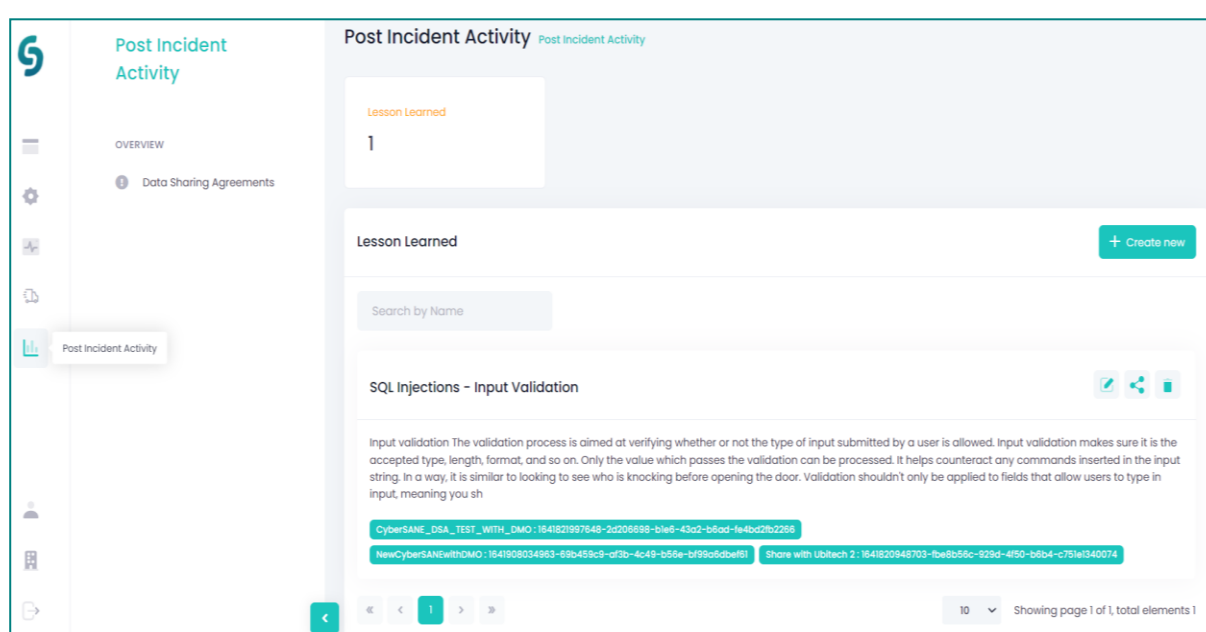 Post Incident
Activity
OVERVIEW
Data Sharing Agreements
Post Incident Activity
Post Incident Activity Post Incident Activity
Lesson Learned
1
Lesson Learned
+ Create new
Search by Name
SQL Injections - Input Validation
Input validation The validation process is aimed at verifying whether or not the type of input submitted by a user is allowed. Input validation makes sure it is the
accepted type, length, format, and so on. Only the value which passes the validation can be processed. It helps counteract any commands inserted in the input
string. In a way, it is similar to looking to see who is knocking before opening the door. Validation shouldn't only be applied to fields that allow users to type in
input, meaning you sh
CyberSANE_DSA_TEST_WITH_DMO : 1641821997648-2d206698-b1e6-43a2-b6ad-fe4bd2fb2266
NewCyberSANEwithDMO : 1641908034963-69b459c9-af3b-4c49-b56e-bf99a6dbef61 Share with Ubitech 2 : 1641820948703-fbe8b56c-929d-4f50-b6b4-c751e1340074
« < 1 > » 10 Showing page 1 of 1, total elements 1